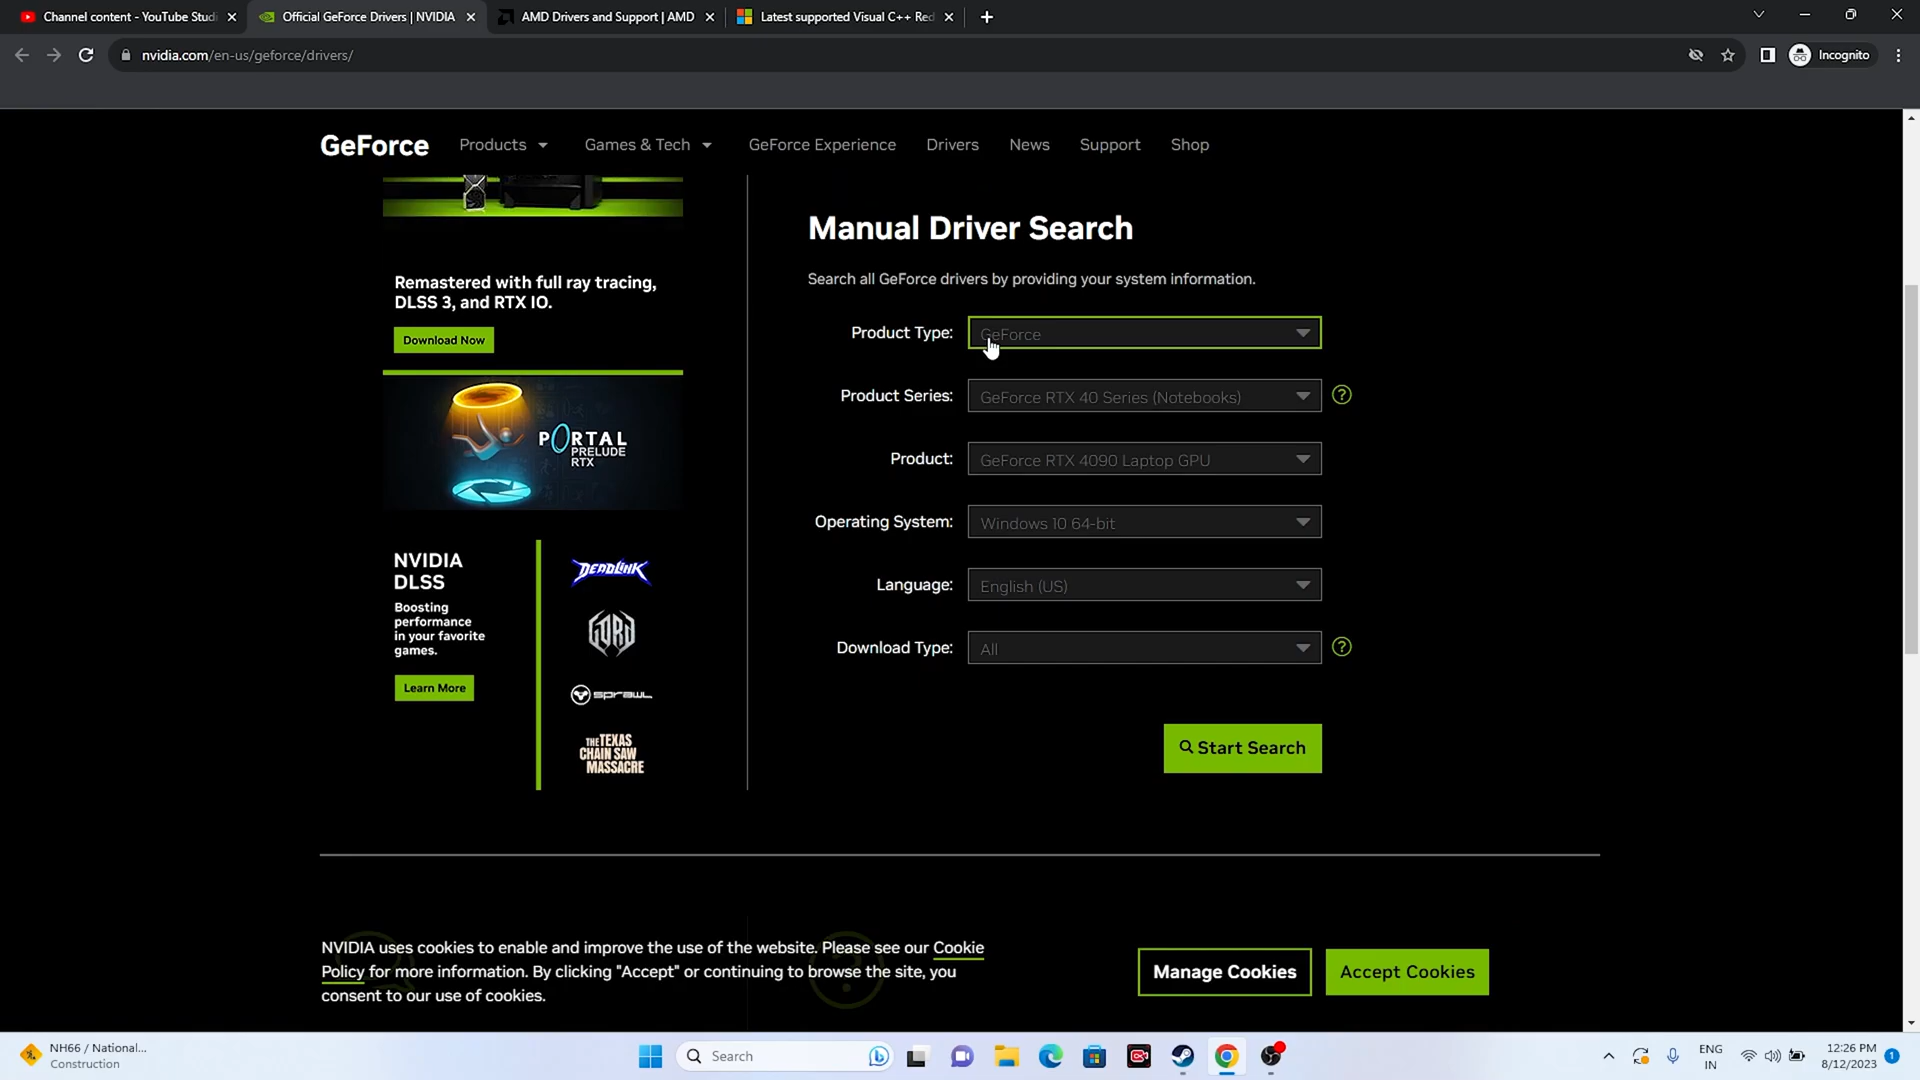 Channel content - YouTube Studi
Official GeForce Drivers | NVIDIA
AMD Drivers and Support | AMD
Latest supported Visual C++ Red
nvidia.com/en-us/geforce/drivers/
Incognito
GeForce
Products
Games & Tech
GeForce Experience
Drivers
News
Support
Shop
Remastered with full ray tracing,
DLSS 3, and RTX IO.
Download Now
PORTAL
PRELUDE
RTX
NVIDIA
DLSS
Boosting
performance
in your favorite
games.
Learn More
DEADLINK
GORD
SPRAWL
THE TEXAS
CHAIN SAW
MASSACRE
Manual Driver Search
Search all GeForce drivers by providing your system information.
Product Type:
GeForce
Product Series:
GeForce RTX 40 Series (Notebooks)
?
Product:
GeForce RTX 4090 Laptop GPU
Operating System:
Windows 10 64-bit
Language:
English (US)
Download Type:
All
?
Start Search
NVIDIA uses cookies to enable and improve the use of the website. Please see our Cookie
Policy for more information. By clicking "Accept" or continuing to browse the site, you
consent to our use of cookies.
Manage Cookies
Accept Cookies
NH66 / National...
Construction
Search
ENG
IN
12:26 PM
8/12/2023
1